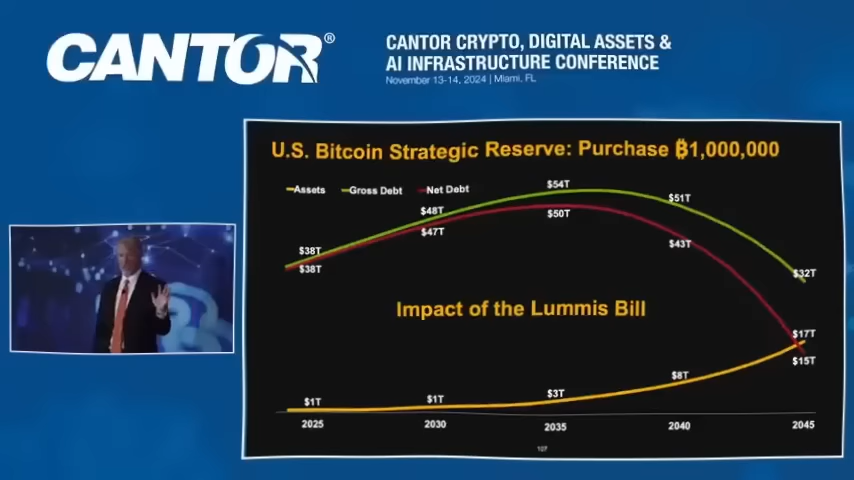 CANTOR®
CANTOR CRYPTO, DIGITAL ASSETS &
AI INFRASTRUCTURE CONFERENCE
November 13-14, 2024 | Miami, FL
U.S. Bitcoin Strategic Reserve: Purchase ₿1,000,000
Assets Gross Debt Net Debt
$54T
$51T
$48T
$47T
$50T
$43T
$38T
$38T
$32T
Impact of the Lummis Bill
$17T
$15T
$1T $1T $3T $8T
2025 2030 2035 2040 2045
107